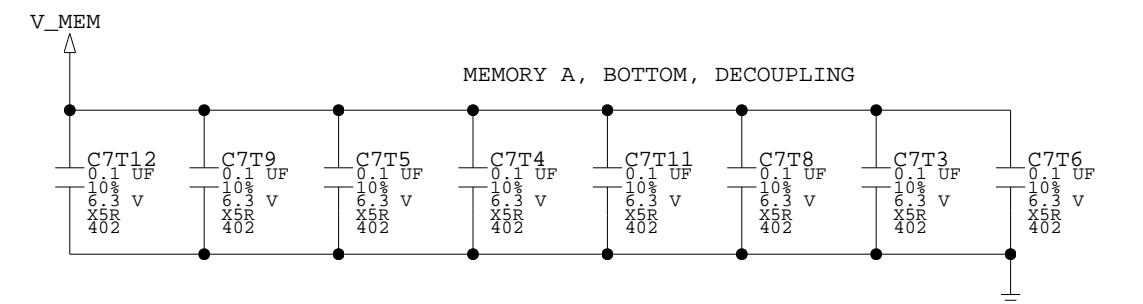 V_MEM
MEMORY A, BOTTOM, DECOUPLING
C7T12
0.1 UF
10%
6.3 V
X5R
402
C7T9
0.1 UF
10%
6.3 V
X5R
402
C7T5
0.1 UF
10%
6.3 V
X5R
402
C7T4
0.1 UF
10%
6.3 V
X5R
402
C7T11
0.1 UF
10%
6.3 V
X5R
402
C7T8
0.1 UF
10%
6.3 V
X5R
402
C7T3
0.1 UF
10%
6.3 V
X5R
402
C7T6
0.1 UF
10%
6.3 V
X5R
402